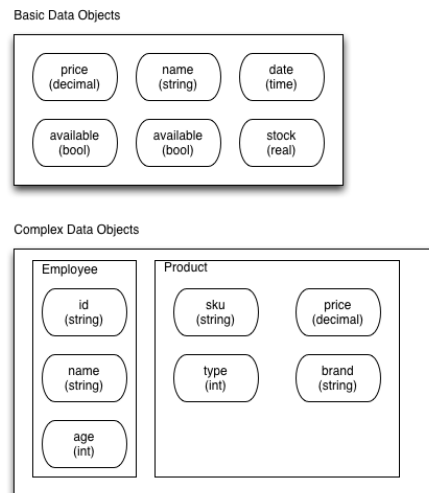 Basic Data Objects
price
(decimal)
name
(string)
date
(time)
available
(bool)
available
(bool)
stock
(real)
Complex Data Objects
Employee
id
(string)
name
(string)
age
(int)
Product
sku
(string)
price
(decimal)
type
(int)
brand
(string)